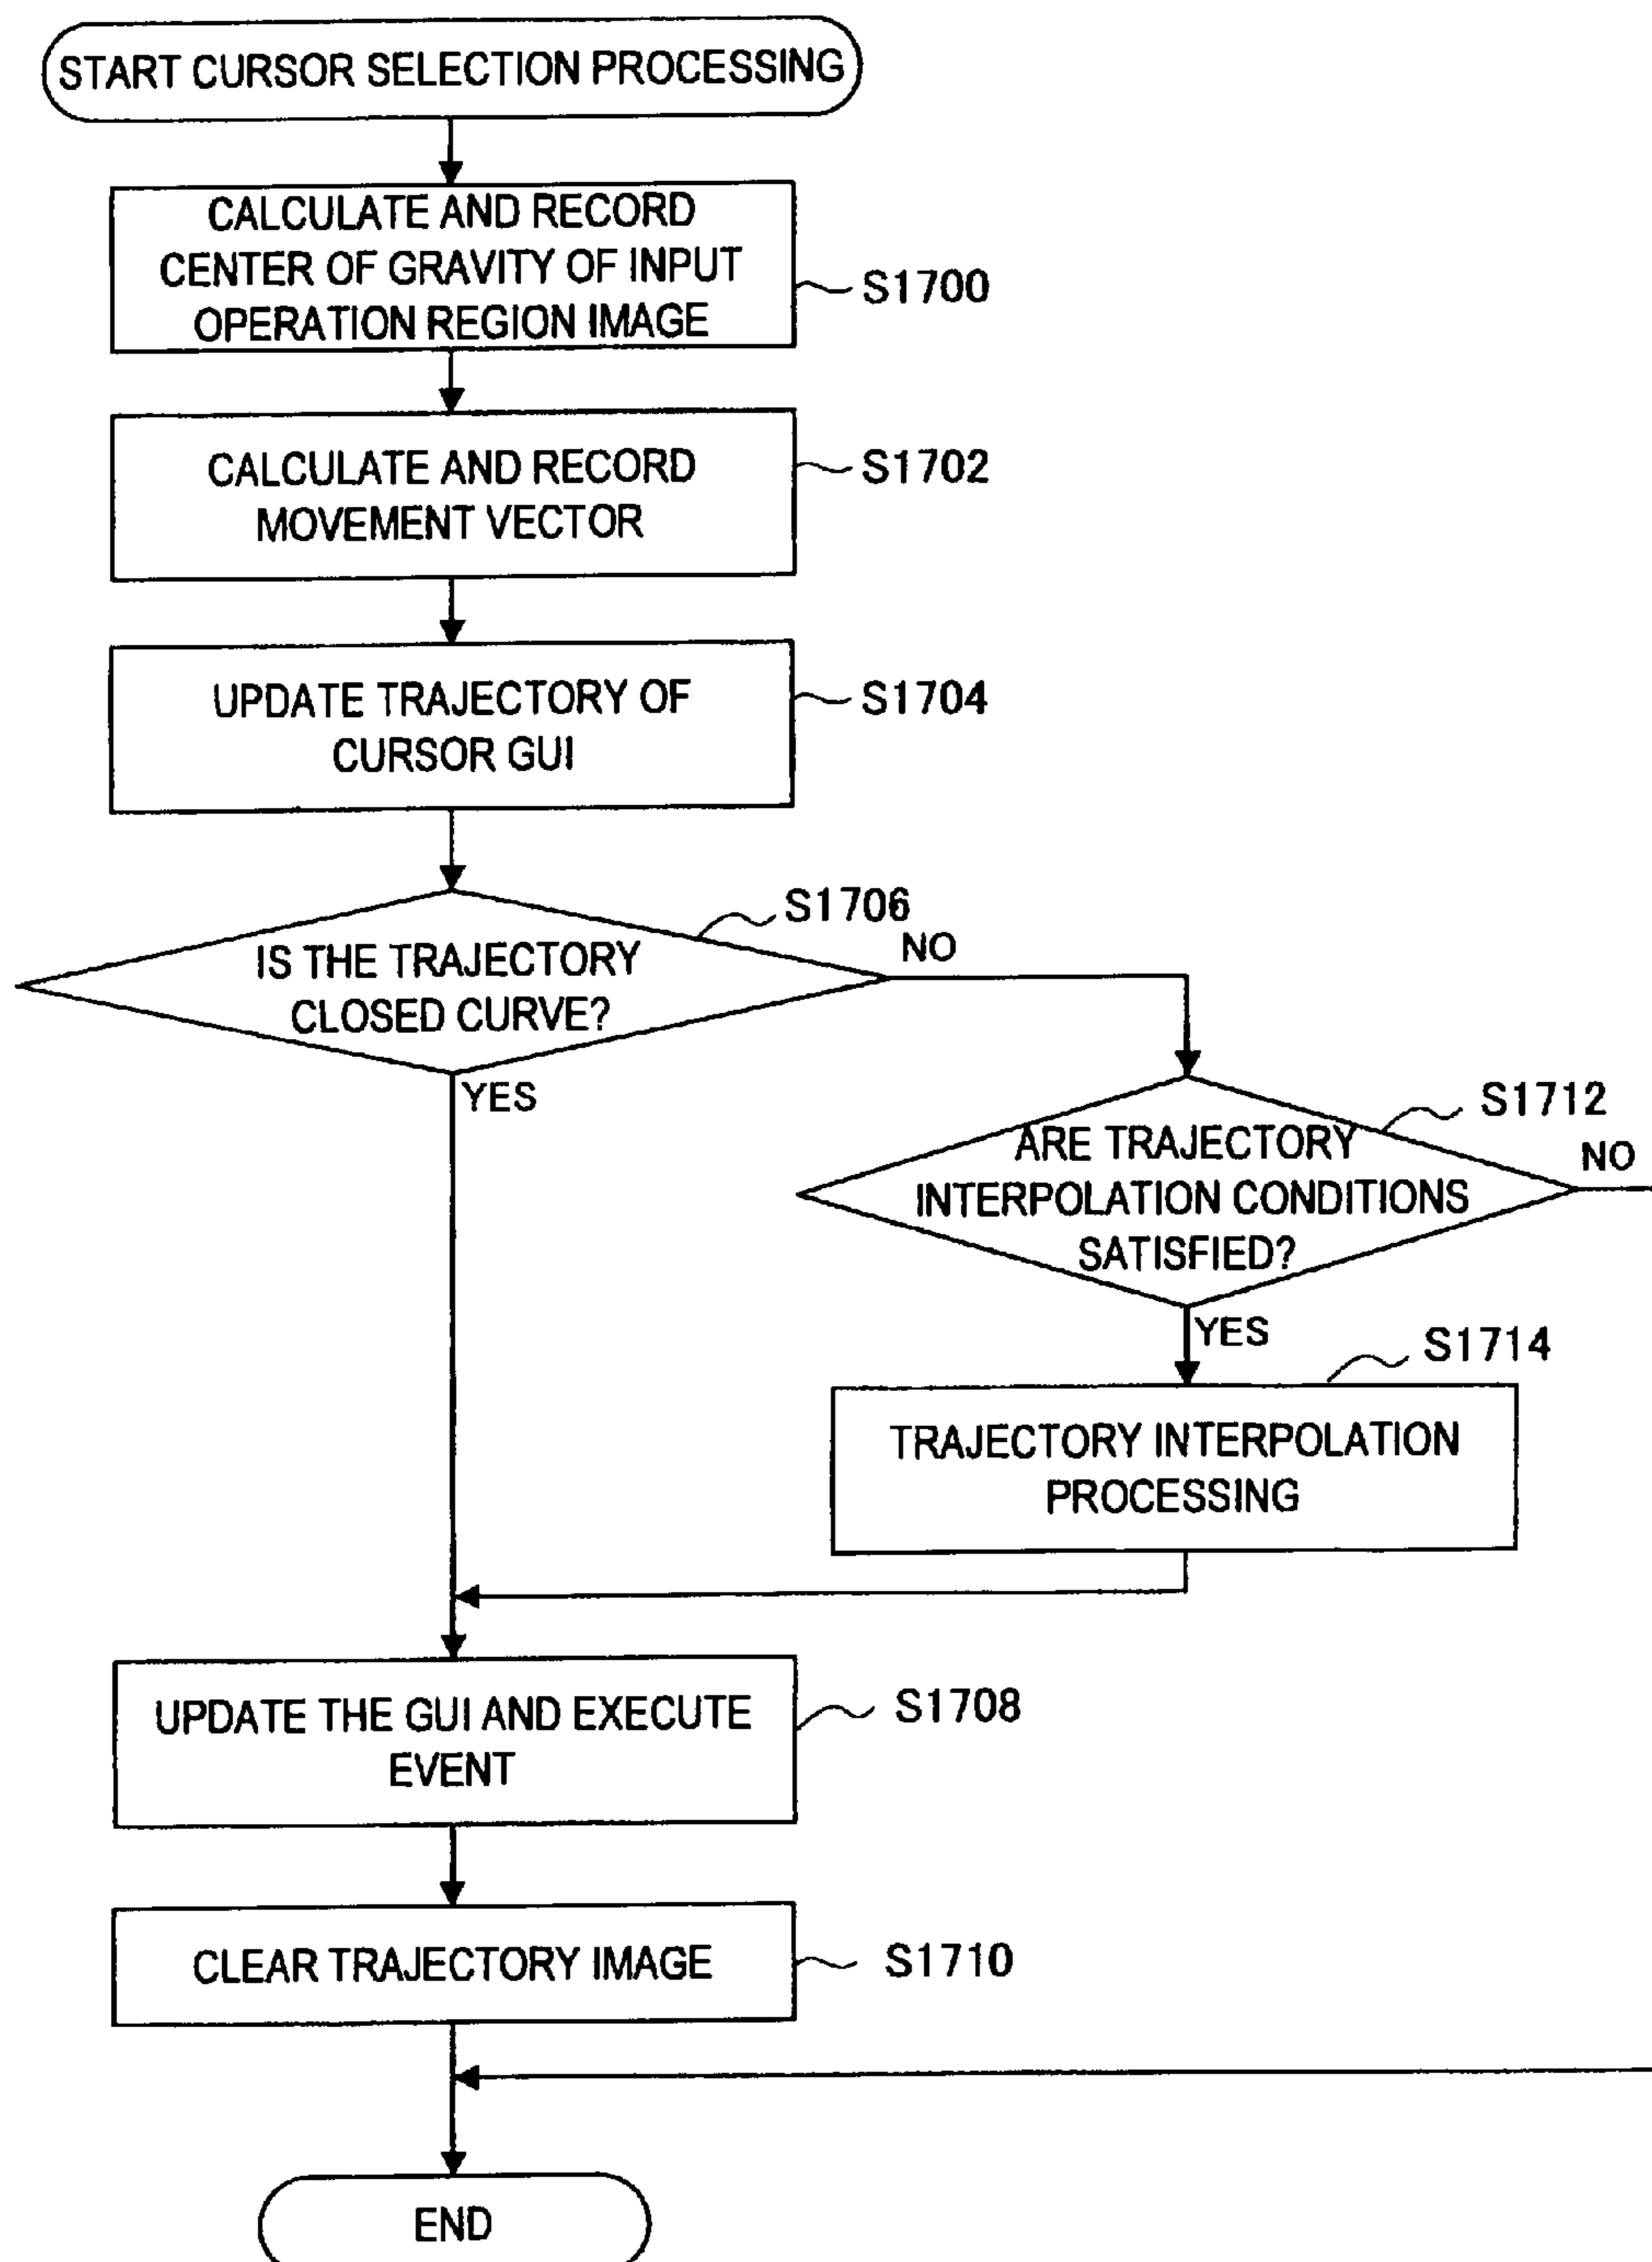 START CURSOR SELECTION PROCESSING
CALCULATE AND RECORD
CENTER OF GRAVITY OF INPUT
OPERATION REGION IMAGE
S1700
CALCULATE AND RECORD
MOVEMENT VECTOR
S1702
UPDATE TRAJECTORY OF
CURSOR GUI
S1704
S1706
IS THE TRAJECTORY
CLOSED CURVE?
NO
YES
S1712
ARE TRAJECTORY
INTERPOLATION CONDITIONS
SATISFIED?
NO
YES
S1714
TRAJECTORY INTERPOLATION
PROCESSING
UPDATE THE GUI AND EXECUTE
EVENT
S1708
CLEAR TRAJECTORY IMAGE
S1710
END